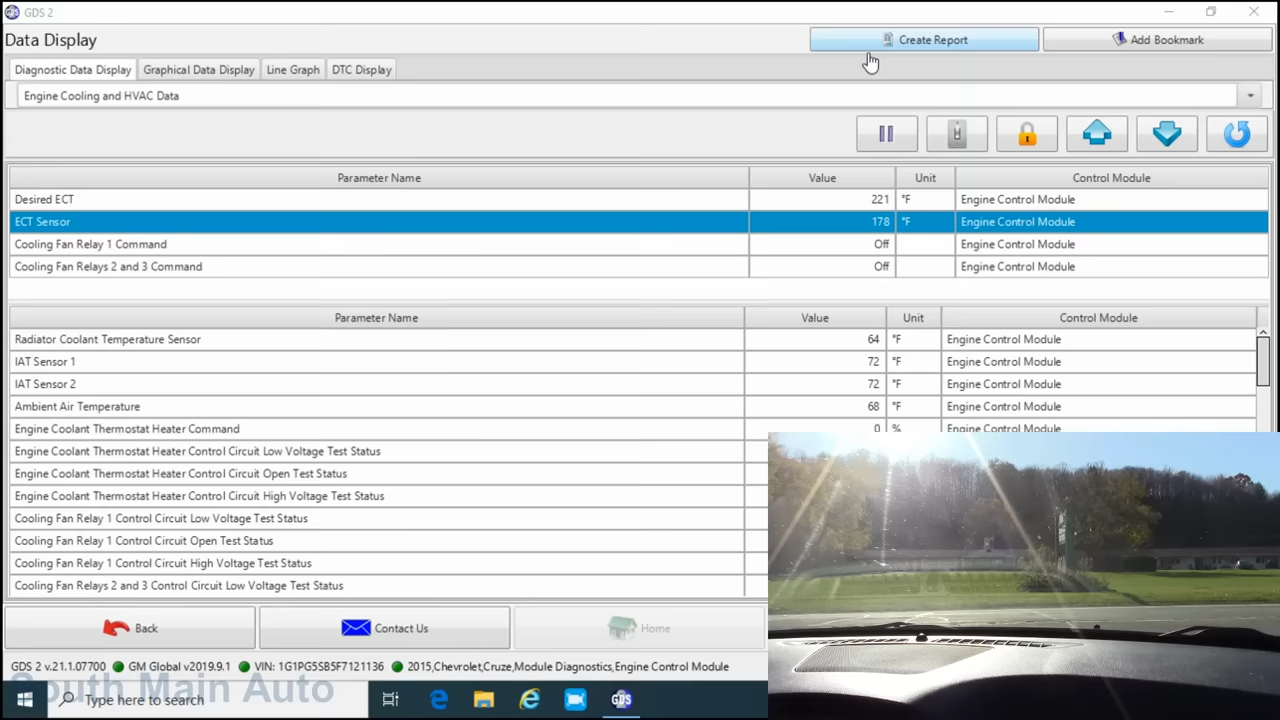 GDS 2
Data Display
Create Report
Add Bookmark
Diagnostic Data Display Graphical Data Display Line Graph DTC Display
Engine Cooling and HVAC Data
Parameter Name Value Unit Control Module
Desired ECT 221 °F Engine Control Module
ECT Sensor 178 °F Engine Control Module
Cooling Fan Relay 1 Command Off Engine Control Module
Cooling Fan Relays 2 and 3 Command Off Engine Control Module
Parameter Name Value Unit Control Module
Radiator Coolant Temperature Sensor 64 °F Engine Control Module
IAT Sensor 1 72 °F Engine Control Module
IAT Sensor 2 72 °F Engine Control Module
Ambient Air Temperature 68 °F Engine Control Module
Engine Coolant Thermostat Heater Command 0 % Engine Control Module
Engine Coolant Thermostat Heater Control Circuit Low Voltage Test Status
Engine Coolant Thermostat Heater Control Circuit Open Test Status
Engine Coolant Thermostat Heater Control Circuit High Voltage Test Status
Cooling Fan Relay 1 Control Circuit Low Voltage Test Status
Cooling Fan Relay 1 Control Circuit Open Test Status
Cooling Fan Relay 1 Control Circuit High Voltage Test Status
Cooling Fan Relays 2 and 3 Control Circuit Low Voltage Test Status
Back Contact Us Home
GDS 2 v.21.1.07700 GM Global v2019.9.1 VIN: 1G1PG5SB5F7121136 2015,Chevrolet,Cruze,Module Diagnostics,Engine Control Module
South Main Auto
Type here to search
GDS